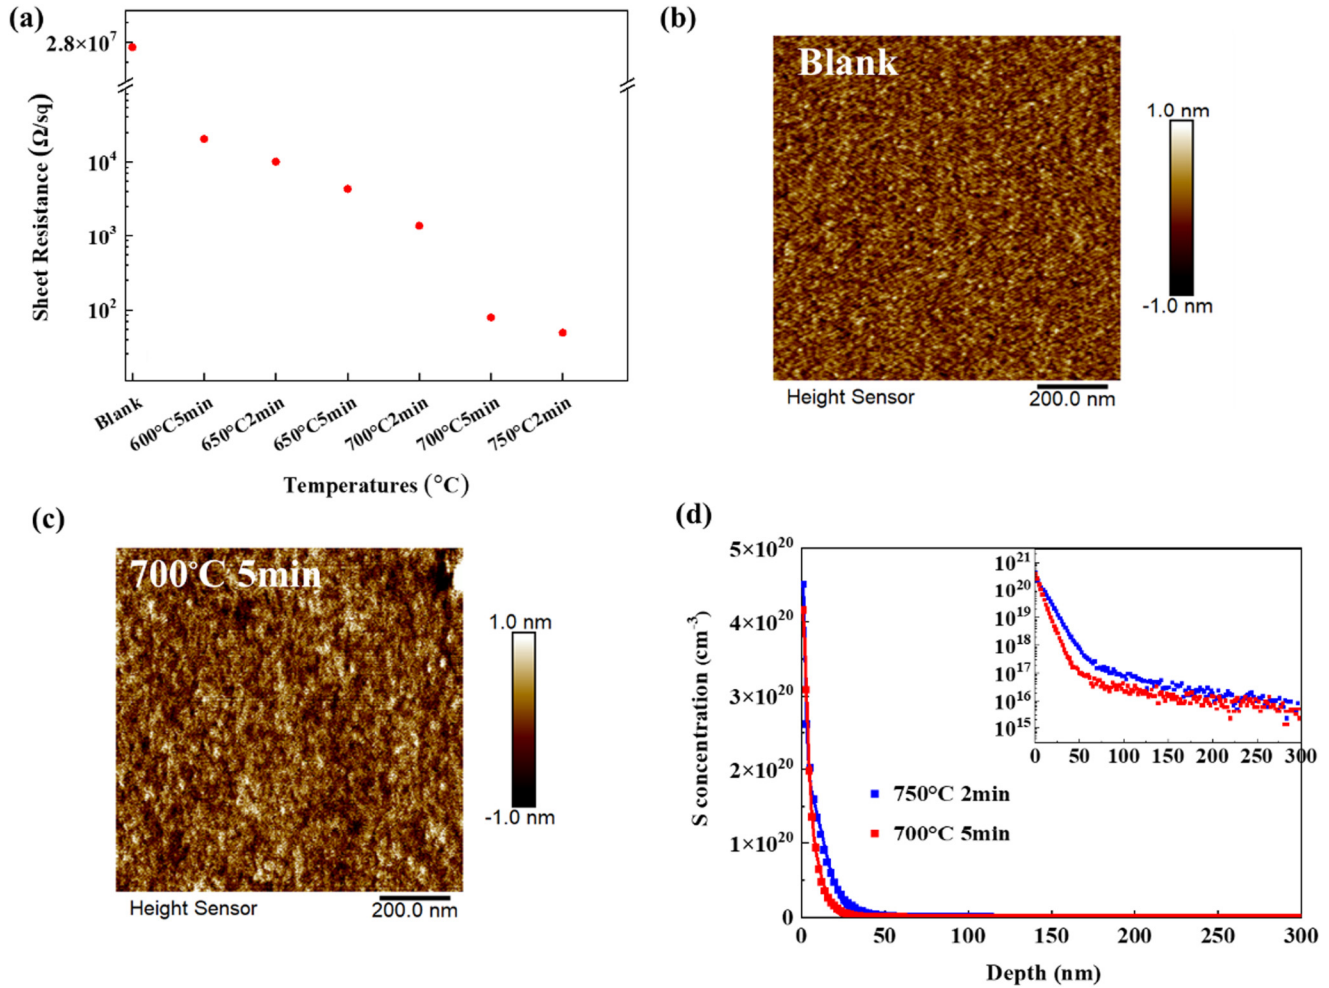 (a)
2.8×10⁷
10⁴
10³
10²
Sheet Resistance (Ω/sq)
Blank
600°C5min
650°C2min
650°C5min
700°C2min
700°C5min
750°C2min
Temperatures (°C)
(b)
Blank
1.0 nm
-1.0 nm
Height Sensor
200.0 nm
(c)
700°C 5min
1.0 nm
-1.0 nm
Height Sensor
200.0 nm
(d)
5×10²⁰
4×10²⁰
3×10²⁰
2×10²⁰
1×10²⁰
0
S concentration (cm⁻³)
10²¹
10²⁰
10¹⁹
10¹⁸
10¹⁷
10¹⁶
10¹⁵
0 50 100 150 200 250 300
750°C 2min
700°C 5min
0 50 100 150 200 250 300
Depth (nm)